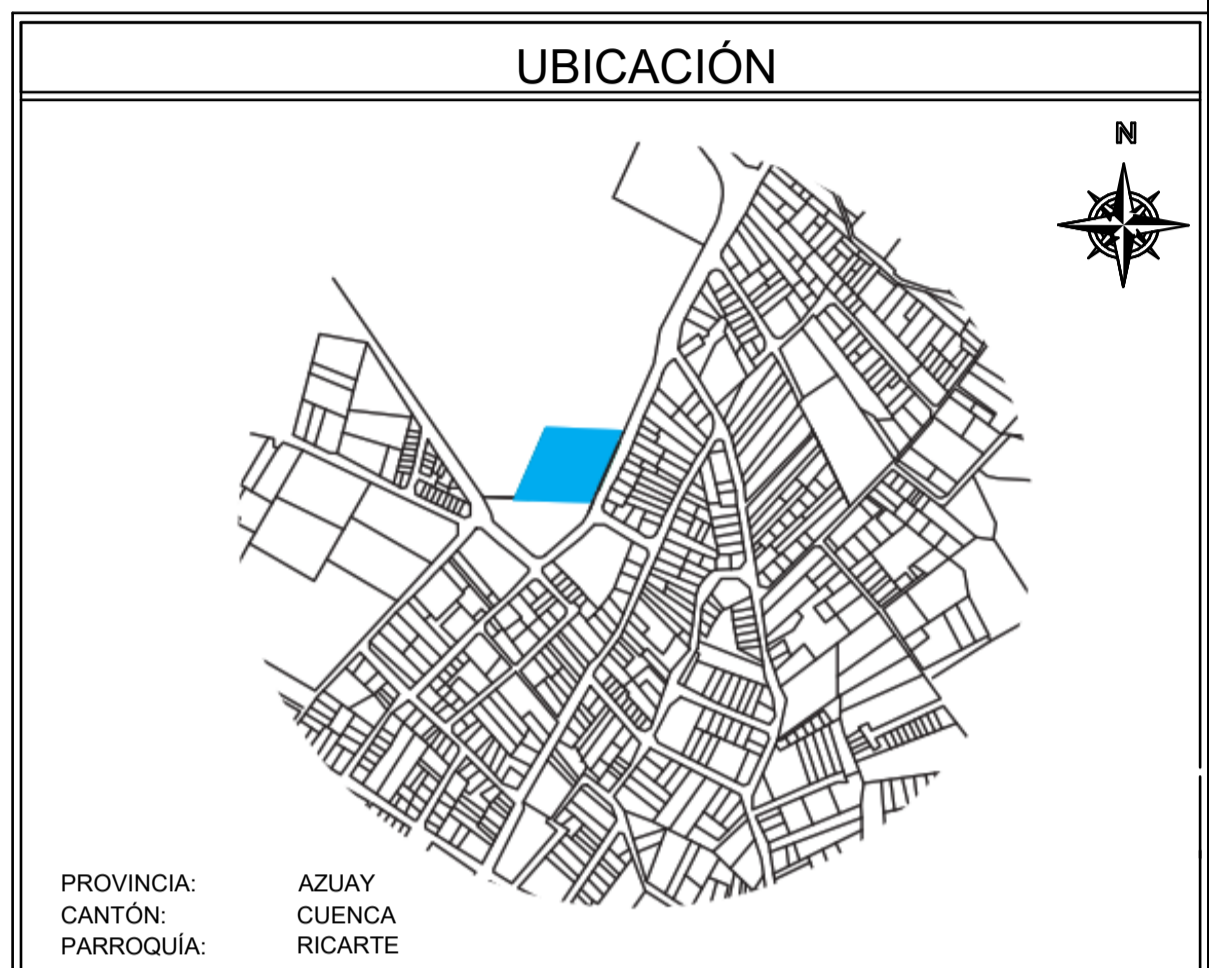 UBICACIÓN
N
PROVINCIA: AZUAY
CANTÓN: CUENCA
PARROQUÍA: RICARTE